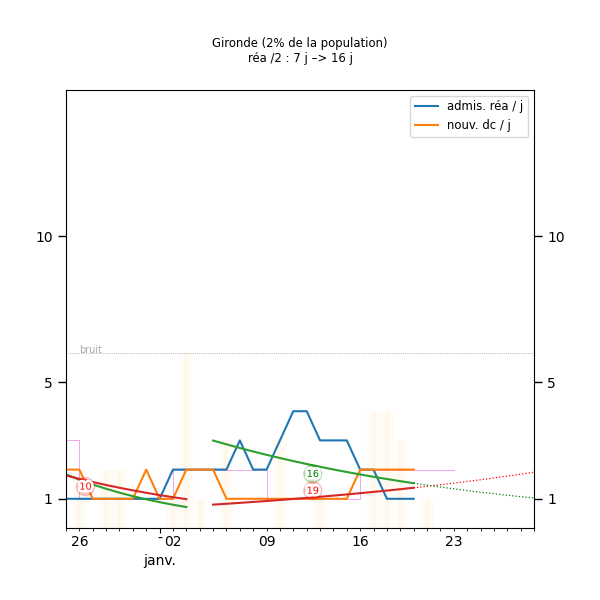 Gironde (2% de la population)
réa /2 : 7 j –> 16 j
admis. réa / j
nouv. dc / j
10
10
bruit
5
5
16
10
19
1
1
26
02
09
16
23
janv.